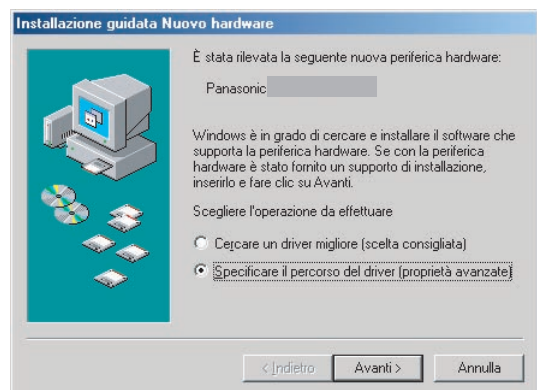 Installazione guidata Nuovo hardware
È stata rilevata la seguente nuova periferica hardware:
Panasonic
Windows è in grado di cercare e installare il software che
supporta la periferica hardware. Se con la periferica
hardware è stato fornito un supporto di installazione,
inserirlo e fare clic su Avanti.
Scegliere l'operazione da effettuare
Cercare un driver migliore (scelta consigliata)
Specificare il percorso del driver (proprietà avanzate)
< Indietro
Avanti >
Annulla